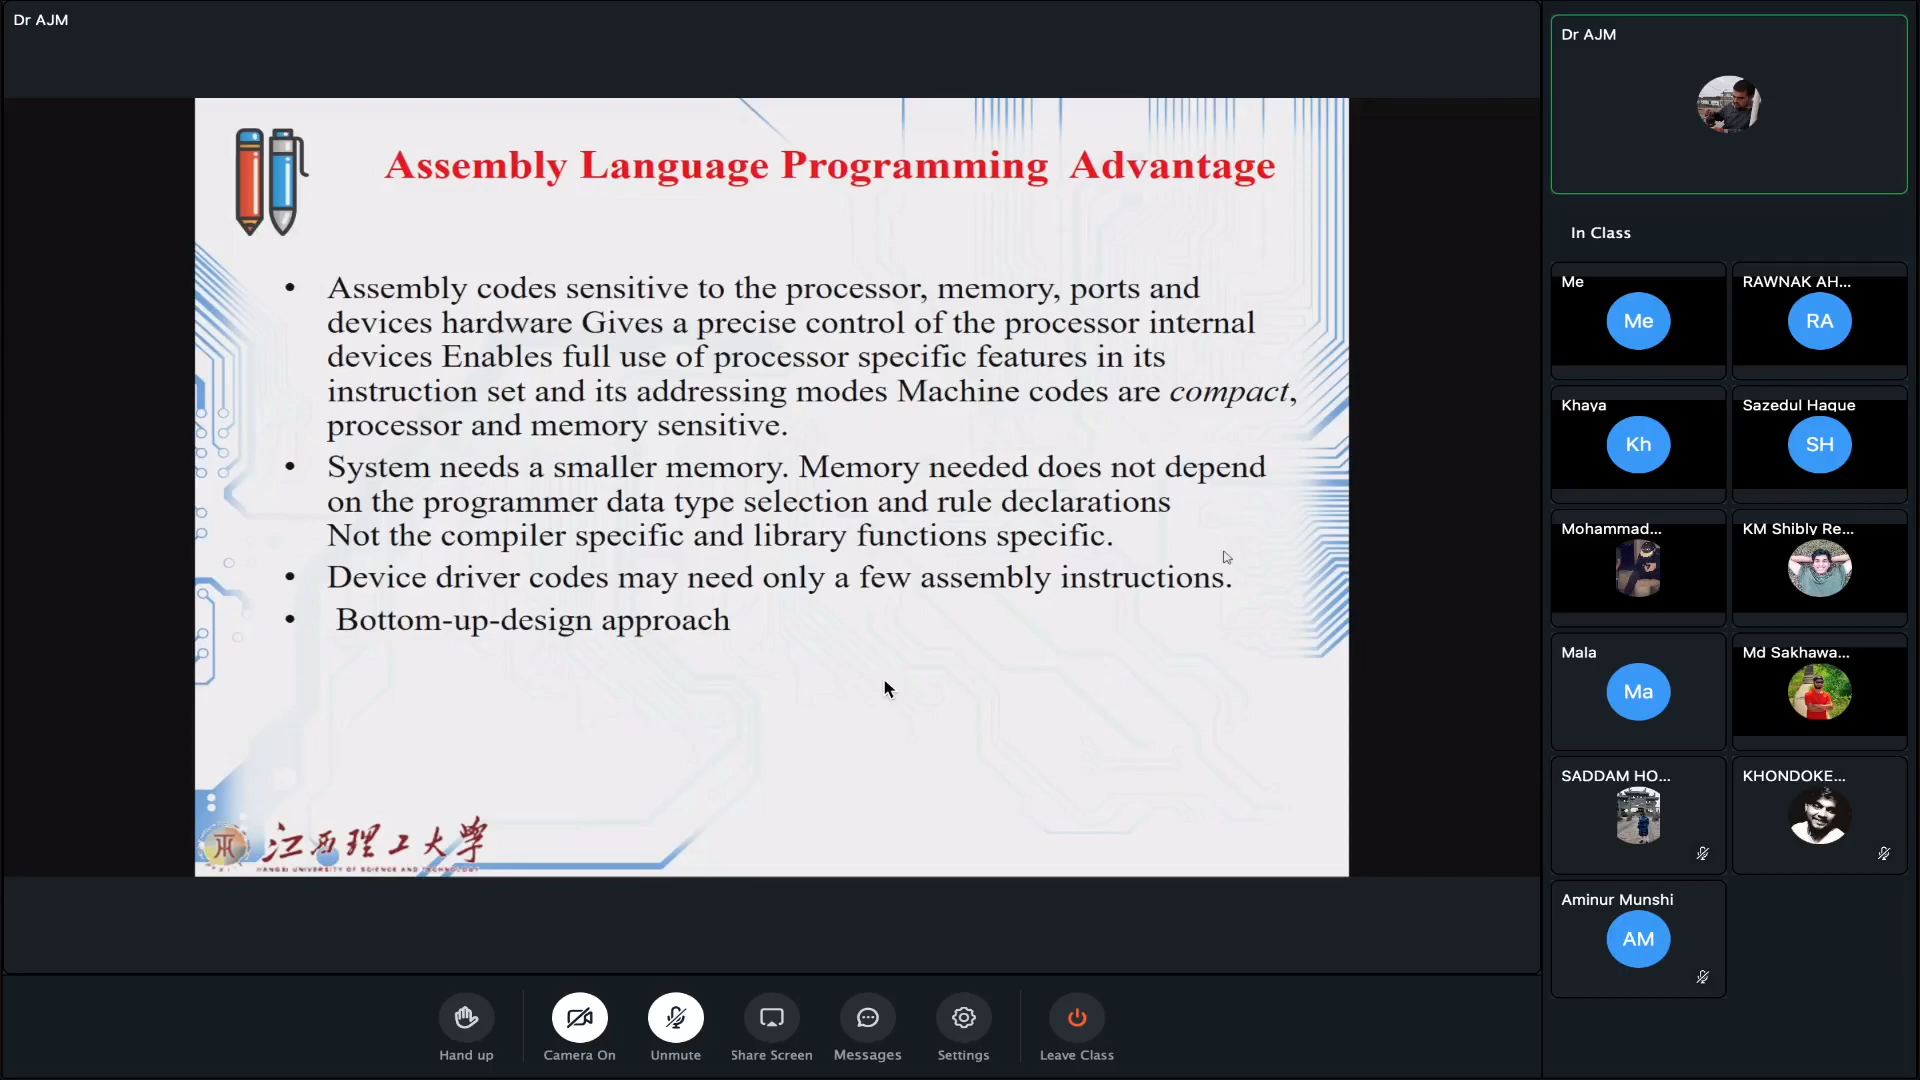 Dr AJM
Assembly Language Programming Advantage
• Assembly codes sensitive to the processor, memory, ports and
devices hardware Gives a precise control of the processor internal
devices Enables full use of processor specific features in its
instruction set and its addressing modes Machine codes are compact,
processor and memory sensitive.
• System needs a smaller memory. Memory needed does not depend
on the programmer data type selection and rule declarations
Not the compiler specific and library functions specific.
• Device driver codes may need only a few assembly instructions.
• Bottom-up-design approach
江西理工大学
JIANGXI UNIVERSITY OF SCIENCE AND TECHNOLOGY
Hand up
Camera On
Unmute
Share Screen
Messages
Settings
Leave Class
Dr AJM
In Class
Me
Me
RAWNAK AH...
RA
Khaya
Kh
Sazedul Haque
SH
Mohammad...
KM Shibly Re...
Mala
Ma
Md Sakhawa...
SADDAM HO...
KHONDOKE...
Aminur Munshi
AM